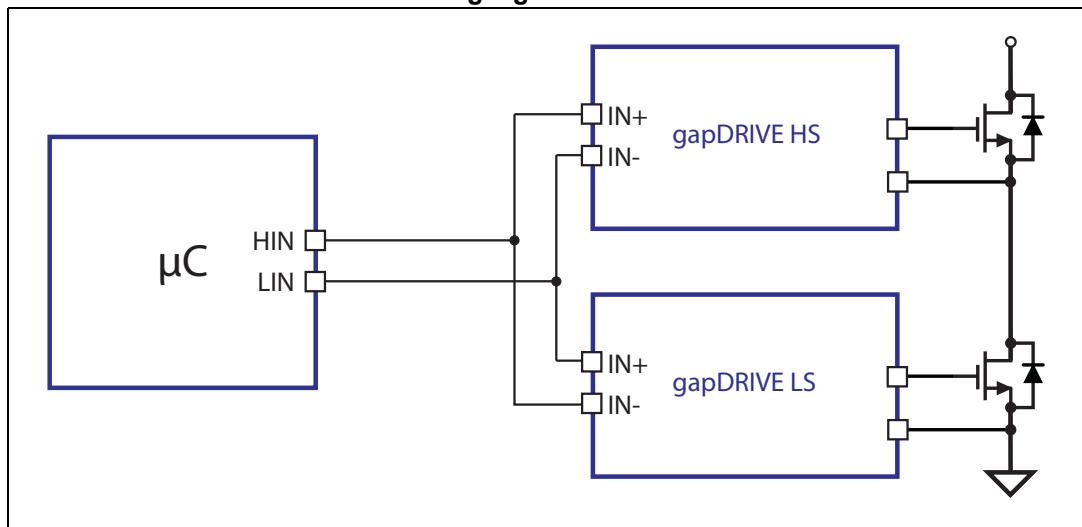 IN+
gapDRIVE HS
IN-
HIN
µC
LIN
IN+
gapDRIVE LS
IN-